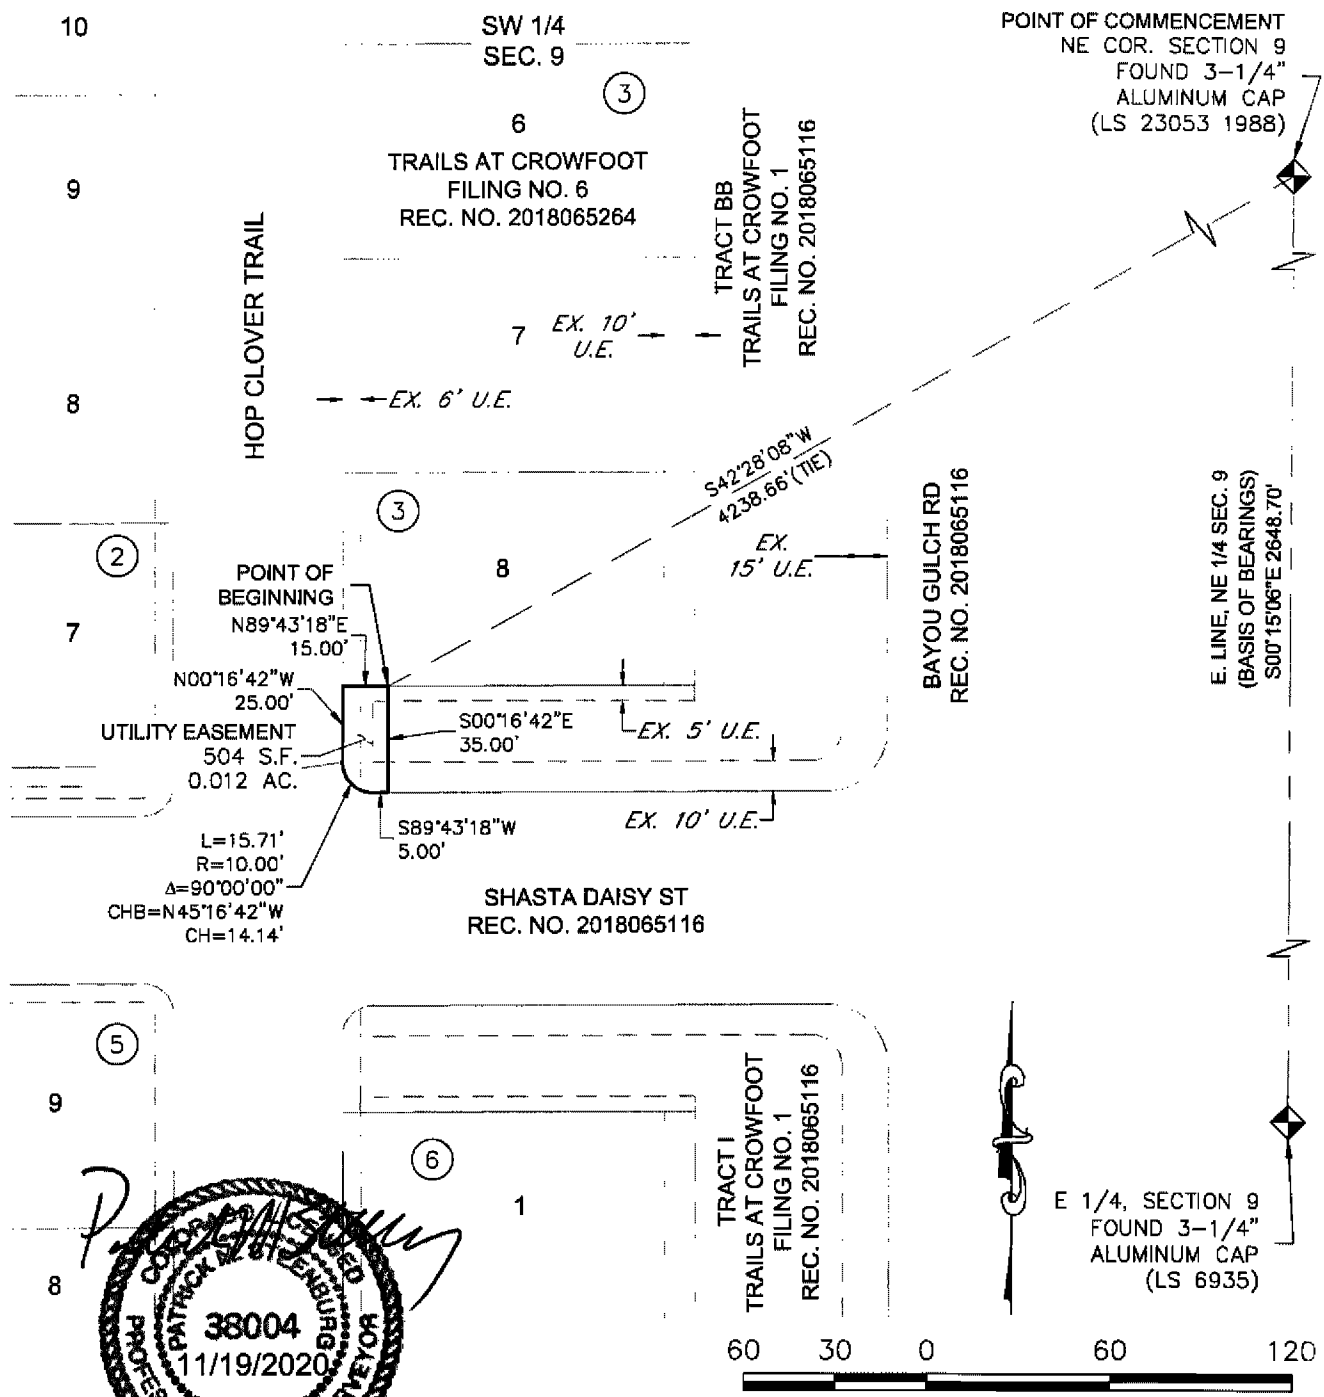 10
SW 1/4
SEC. 9
POINT OF COMMENCEMENT
NE COR. SECTION 9
FOUND 3-1/4"
ALUMINUM CAP
(LS 23053 1988)
3
6
TRAILS AT CROWFOOT
FILING NO. 6
REC. NO. 2018065264
9
HOP CLOVER TRAIL
TRACT BB
TRAILS AT CROWFOOT
FILING NO. 1
REC. NO. 2018065116
7
EX. 10'
U.E.
8
EX. 6' U.E.
S42°28'08"W
4238.66'(TIE)
3
2
8
EX.
15' U.E.
BAYOU GULCH RD
REC. NO. 2018065116
E. LINE, NE 1/4 SEC. 9
(BASIS OF BEARINGS)
S00°15'06"E 2648.70'
POINT OF
BEGINNING
N89°43'18"E
15.00'
7
N00°16'42"W
25.00'
UTILITY EASEMENT
504 S.F.
0.012 AC.
S00°16'42"E
35.00'
EX. 5' U.E.
EX. 10' U.E.
S89°43'18"W
5.00'
L=15.71'
R=10.00'
Δ=90°00'00"
CHB=N45°16'42"W
CH=14.14'
SHASTA DAISY ST
REC. NO. 2018065116
5
9
6
1
TRACT I
TRAILS AT CROWFOOT
FILING NO. 1
REC. NO. 2018065116
E 1/4, SECTION 9
FOUND 3-1/4"
ALUMINUM CAP
(LS 6935)
8
COLORADO
PATRICK
38004
11/19/2020
60 30 0 60 120